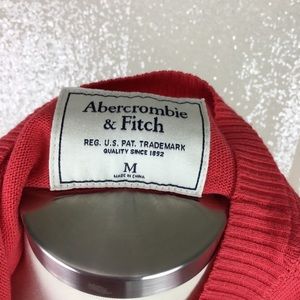 Abercrombie
& Fitch
REG. U.S. PAT. TRADEMARK
QUALITY SINCE 1892
M
MADE IN CHINA